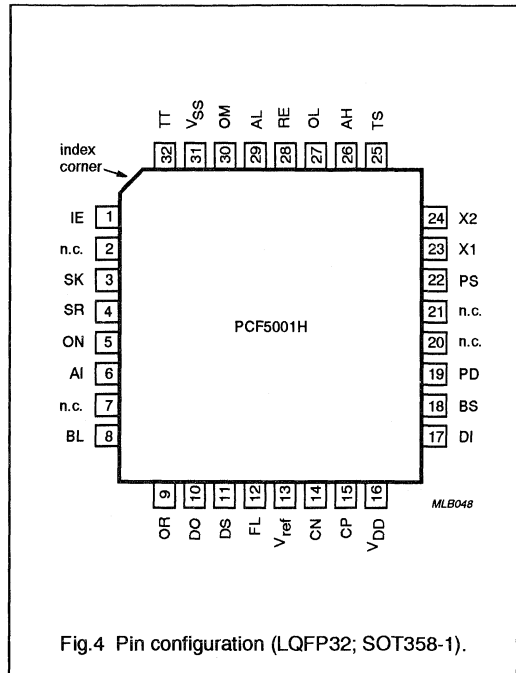 TT VSS OM AL RE OL AH TS
32 31 30 29 28 27 26 25
index
corner
IE 1
n.c. 2
SK 3
SR 4
ON 5
AI 6
n.c. 7
BL 8
PCF5001H
24 X2
23 X1
22 PS
21 n.c.
20 n.c.
19 PD
18 BS
17 DI
9 10 11 12 13 14 15 16
OR DO DS FL Vref CN CP VDD
MLB048
Fig.4 Pin configuration (LQFP32; SOT358-1).